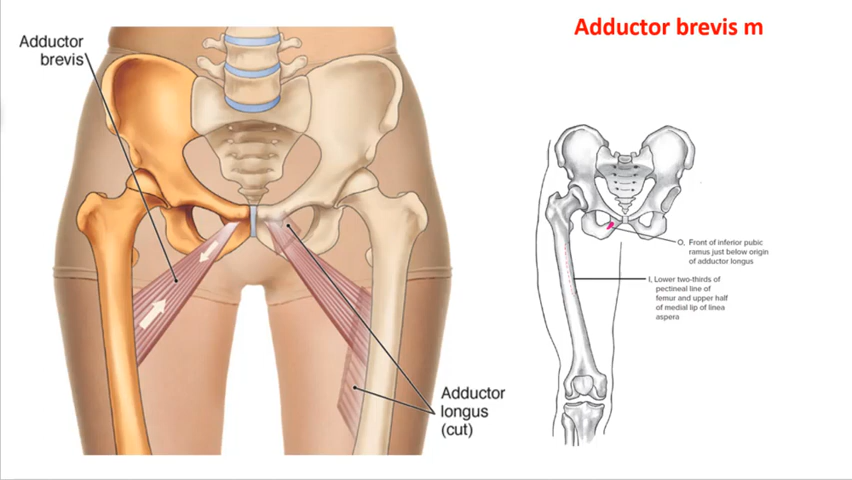 Adductor brevis m
Adductor
brevis
O, Front of inferior pubic
ramus just below origin
of adductor longus
I, Lower two-thirds of
pectineal line of
femur and upper half
of medial lip of linea
aspera
Adductor
longus
(cut)